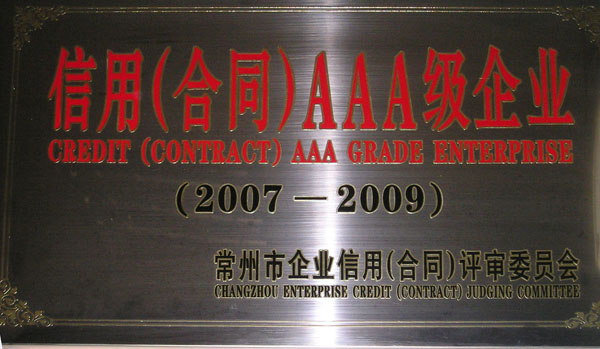 信用(合同)AAA级企业
CREDIT (CONTRACT) AAA GRADE ENTERPRISE
(2007—2009)
常州市企业信用(合同)评审委员会
CHANGZHOU ENTERPRISE CREDIT (CONTRACT) JUDGING COMMITTEE